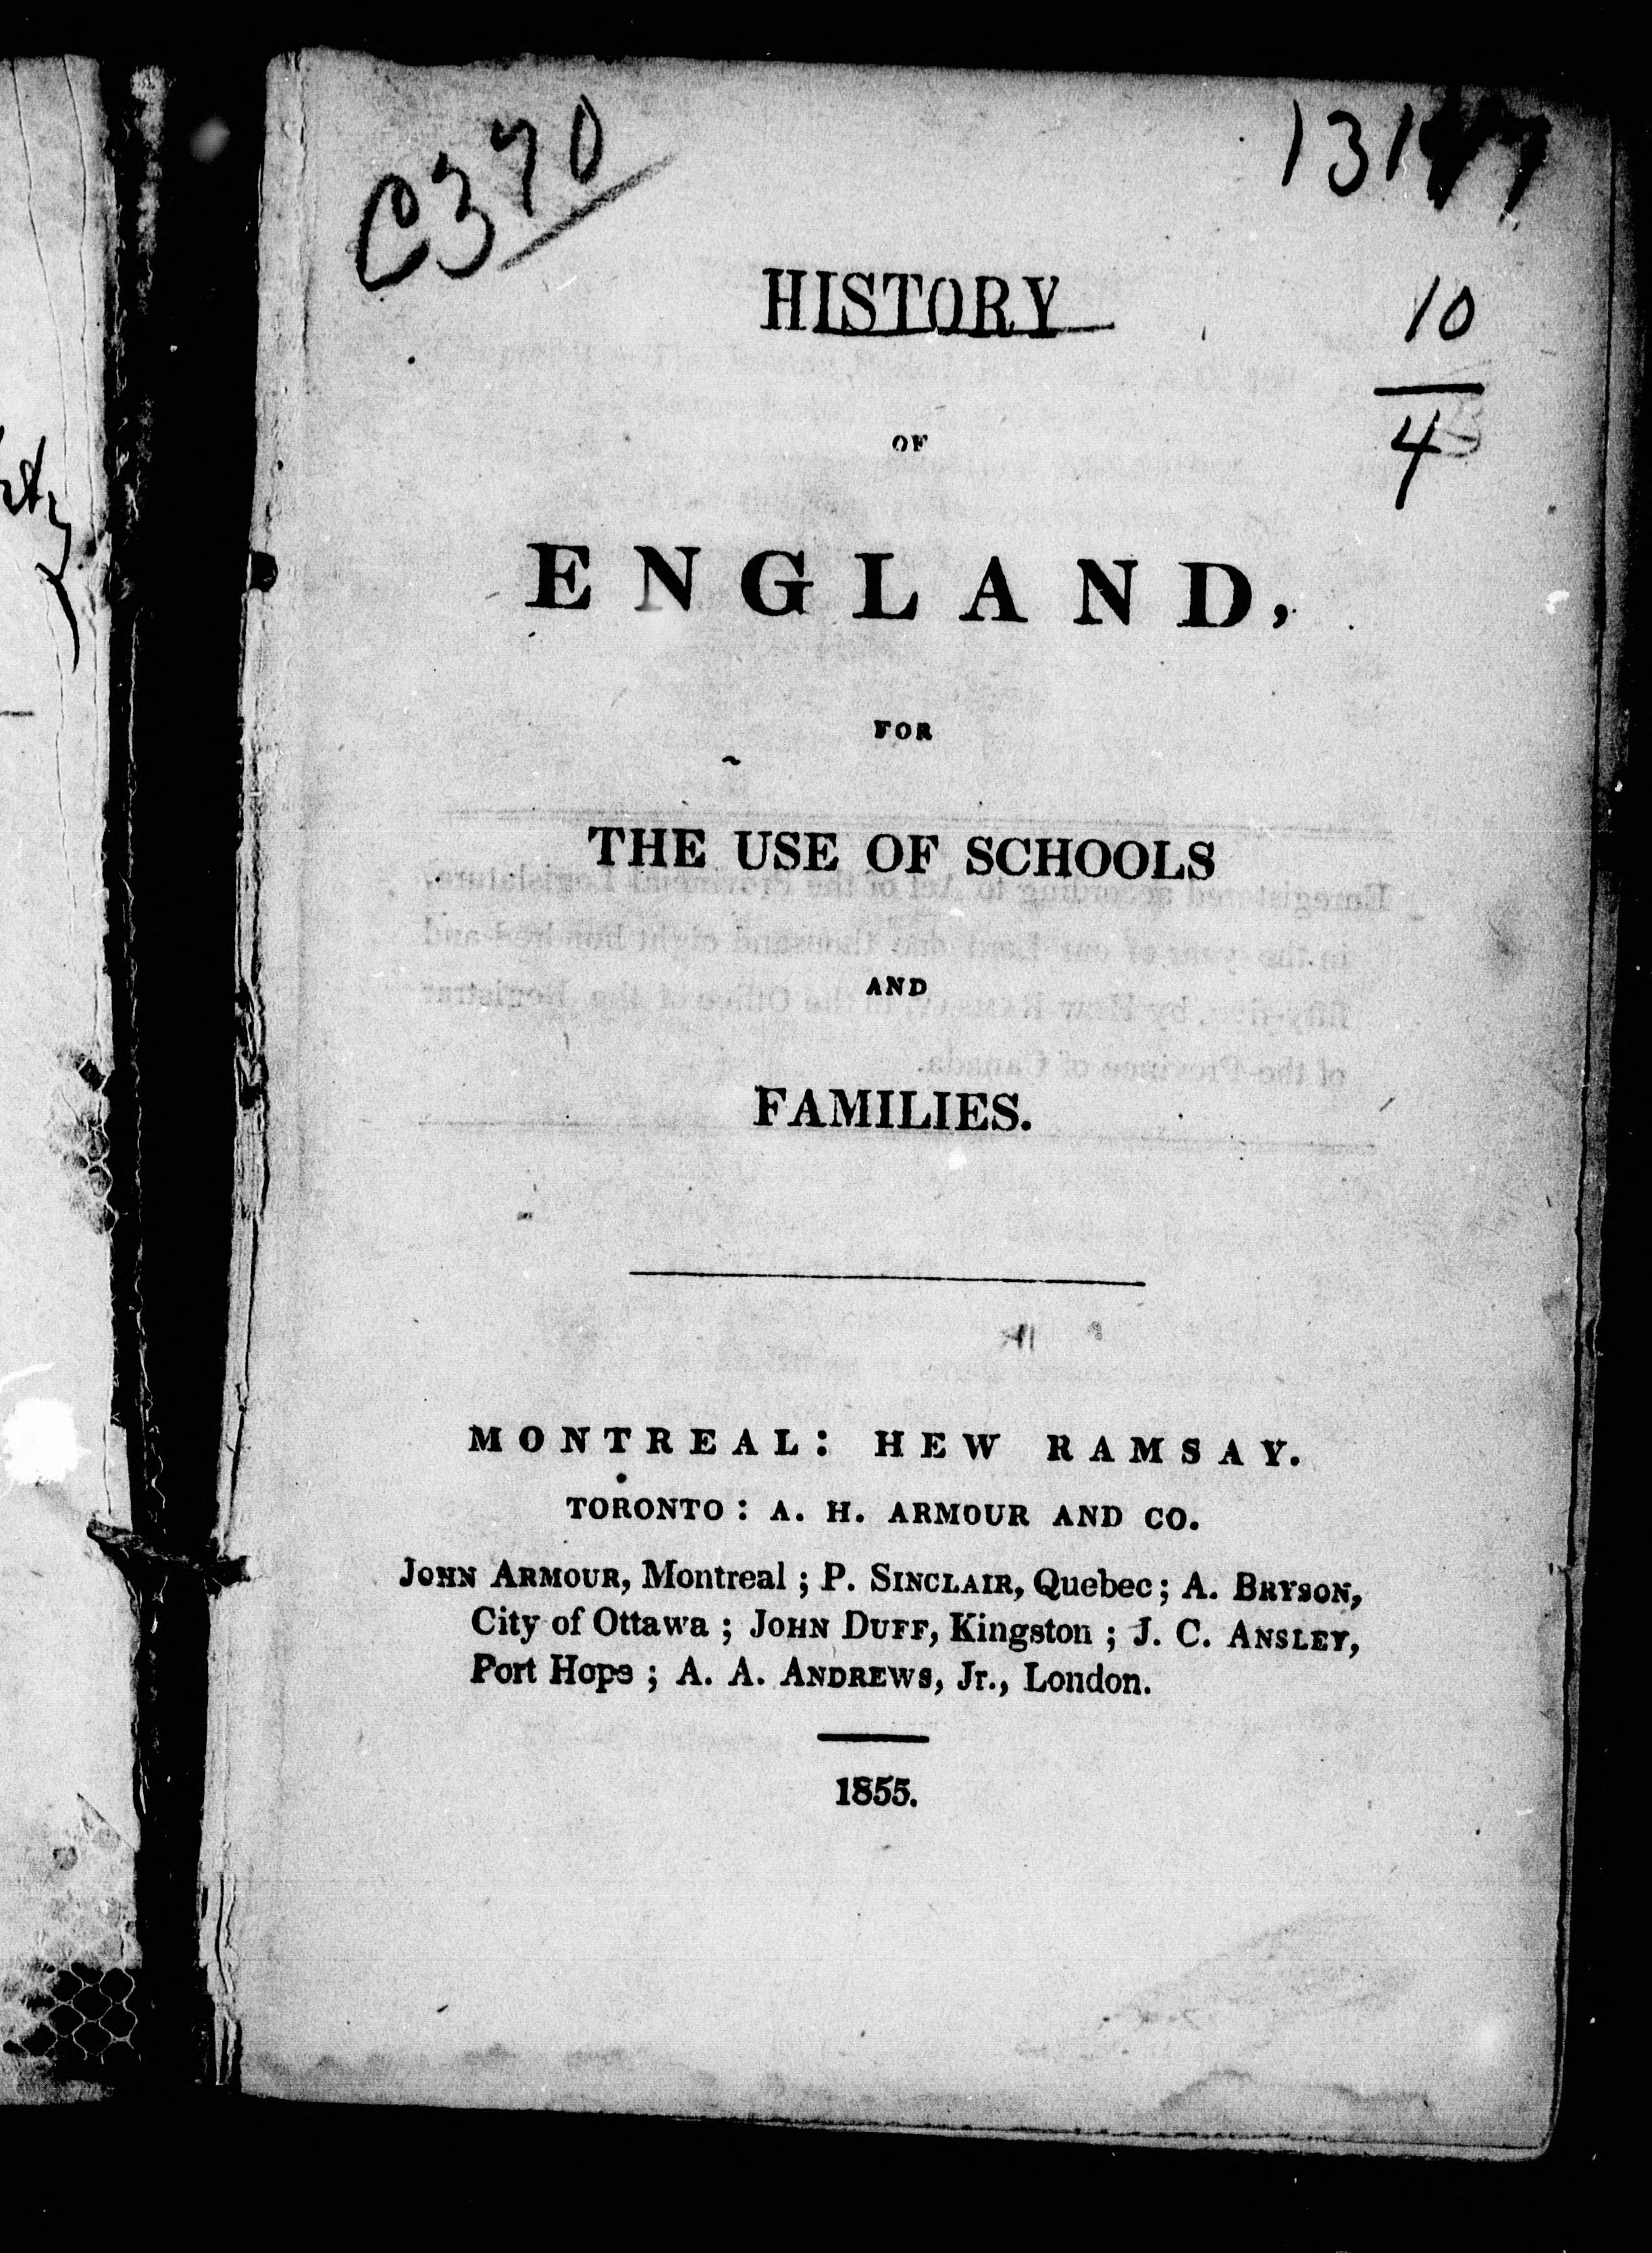 C370
10
4
HISTORY
OF
ENGLAND,
FOR
THE USE OF SCHOOLS
AND
FAMILIES.
MONTREAL: HEW RAMSAY.
TORONTO: A. H. ARMOUR AND CO.
JOHN ARMOUR, Montreal; P. SINCLAIR, Quebec; A. BRYSON,
City of Ottawa; JOHN DUFF, Kingston; J. C. ANSLEY,
Port Hope; A. A. ANDREWS, Jr., London.
1855.